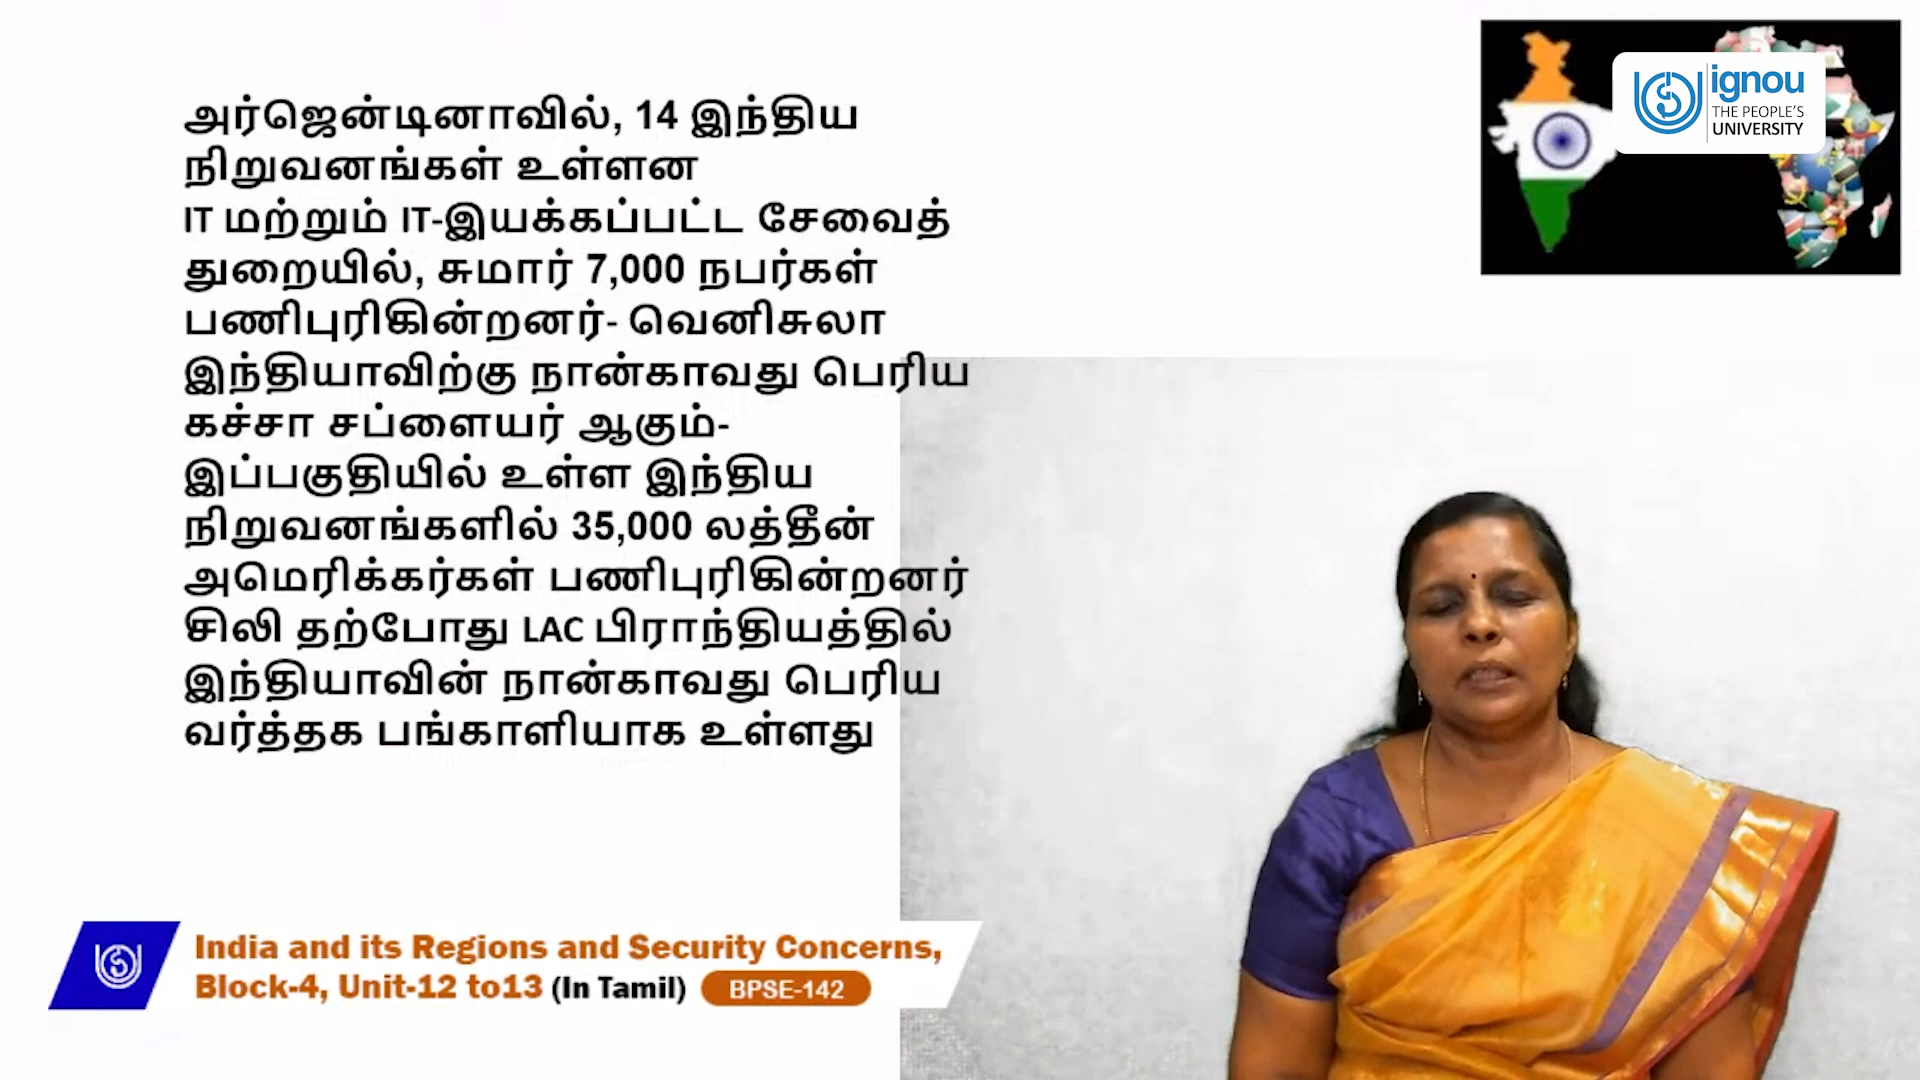 அர்ஜென்டினாவில், 14 இந்திய
நிறுவனங்கள் உள்ளன
IT மற்றும் IT-இயக்கப்பட்ட சேவைத்
துறையில், சுமார் 7,000 நபர்கள்
பணிபுரிகின்றனர்- வெனிசுலா
இந்தியாவிற்கு நான்காவது பெரிய
கச்சா சப்ளையர் ஆகும்-
இப்பகுதியில் உள்ள இந்திய
நிறுவனங்களில் 35,000 லத்தீன்
அமெரிக்கர்கள் பணிபுரிகின்றனர்
சிலி தற்போது LAC பிராந்தியத்தில்
இந்தியாவின் நான்காவது பெரிய
வர்த்தக பங்காளியாக உள்ளது
ignou
THE PEOPLE'S
UNIVERSITY
India and its Regions and Security Concerns,
Block-4, Unit-12 to13 (In Tamil) BPSE-142